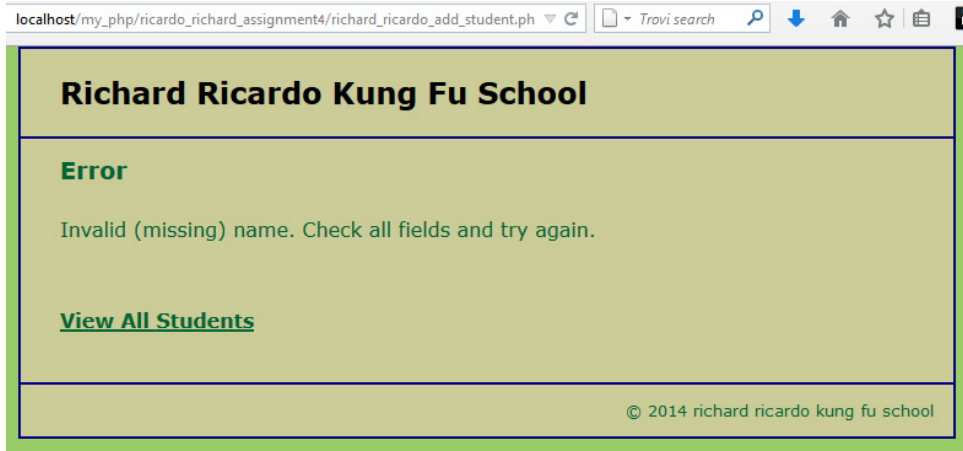 localhost/my_php/ricardo_richard_assignment4/richard_ricardo_add_student.ph
Trovi search
Richard Ricardo Kung Fu School
Error
Invalid (missing) name. Check all fields and try again.
View All Students
© 2014 richard ricardo kung fu school